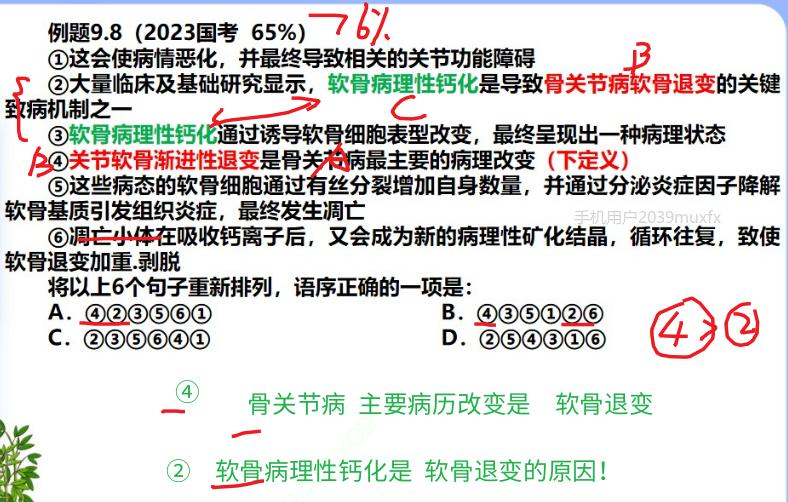 例题9.8（2023国考 65%）
76%
①这会使病情恶化，并最终导致相关的关节功能障碍
B
②大量临床及基础研究显示，软骨病理性钙化是导致骨关节病软骨退变的关键
致病机制之一
C
③软骨病理性钙化通过诱导软骨细胞表型改变，最终呈现出一种病理状态
B
④关节软骨渐进性退变是骨关节病最主要的病理改变（下定义）
A
⑤这些病态的软骨细胞通过有丝分裂增加自身数量，并通过分泌炎症因子降解
软骨基质引发组织炎症，最终发生凋亡
手机用户2039muxfx
⑥凋亡小体在吸收钙离子后，又会成为新的病理性矿化结晶，循环往复，致使
软骨退变加重.剥脱
将以上6个句子重新排列，语序正确的一项是：
A．④②③⑤⑥①
B．④③⑤①②⑥
C．②③⑤⑥④①
D．②⑤④③①⑥
④>②
④ 骨关节病 主要病历改变是 软骨退变
② 软骨病理性钙化是 软骨退变的原因！